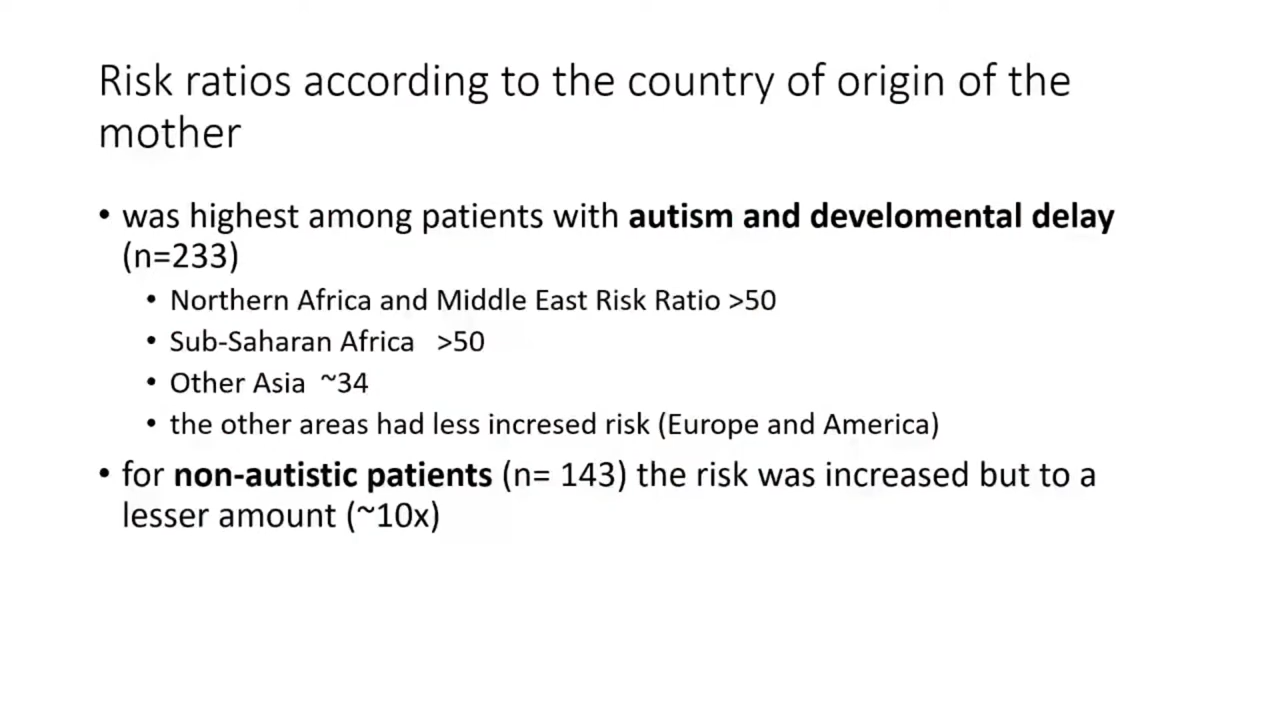 Risk ratios according to the country of origin of the
mother
• was highest among patients with autism and develomental delay
(n=233)
• Northern Africa and Middle East Risk Ratio >50
• Sub-Saharan Africa >50
• Other Asia ~34
• the other areas had less incresed risk (Europe and America)
• for non-autistic patients (n= 143) the risk was increased but to a
lesser amount (~10x)